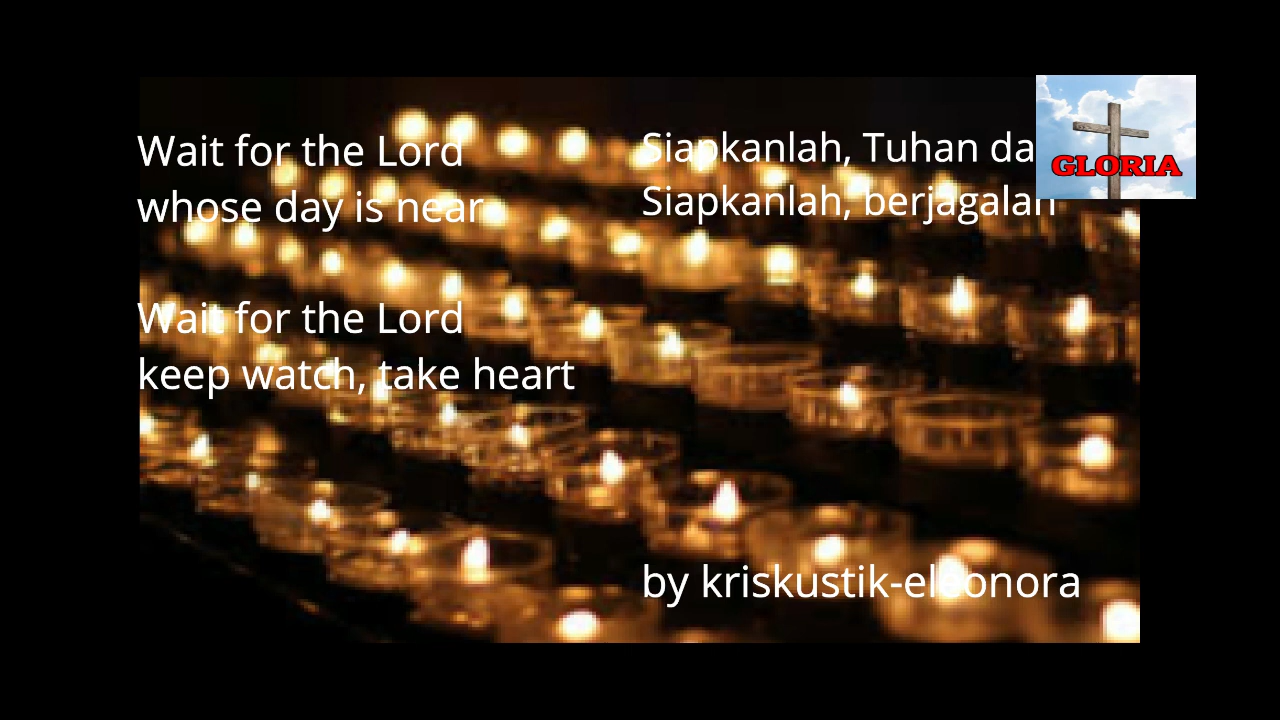 Wait for the Lord
whose day is near
Wait for the Lord
keep watch, take heart
Siapkanlah, Tuhan
Siapkanlah, berjagalah
by kriskustik-eleonora
GLORIA